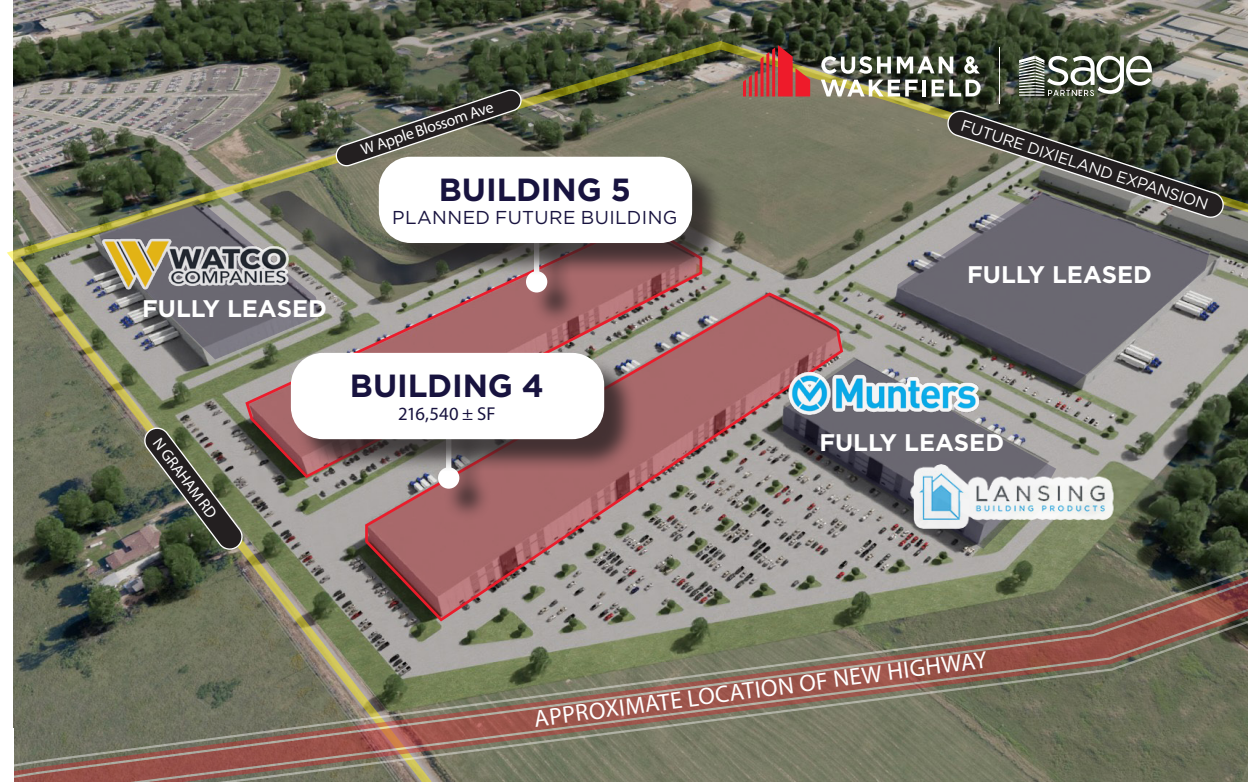 CUSHMAN &
WAKEFIELD
sage
PARTNERS
W Apple Blossom Ave
FUTURE DIXIELAND EXPANSION
BUILDING 5
PLANNED FUTURE BUILDING
WATCO
COMPANIES
FULLY LEASED
FULLY LEASED
BUILDING 4
216,540 ± SF
Munters
FULLY LEASED
N GRAHAM RD
LANSING
BUILDING PRODUCTS
APPROXIMATE LOCATION OF NEW HIGHWAY